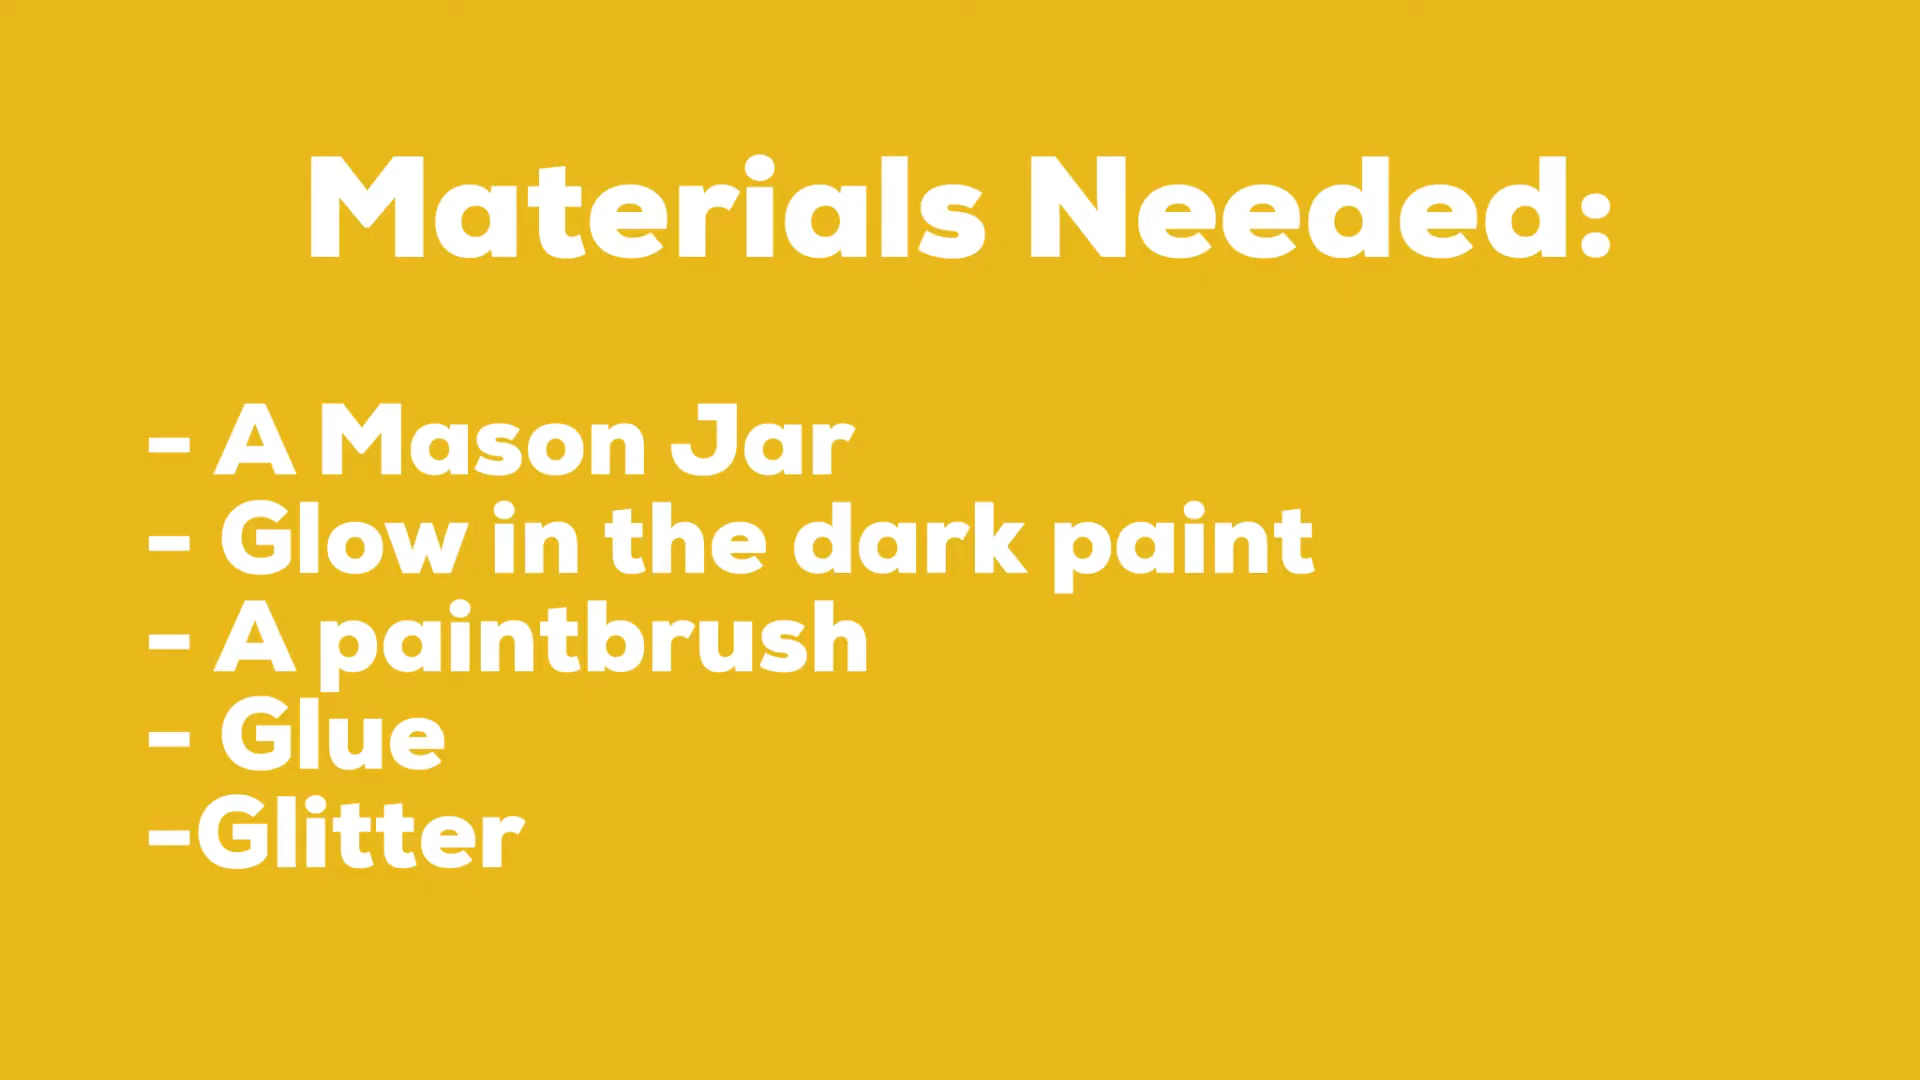 Materials Needed:
- A Mason Jar
- Glow in the dark paint
- A paintbrush
- Glue
-Glitter